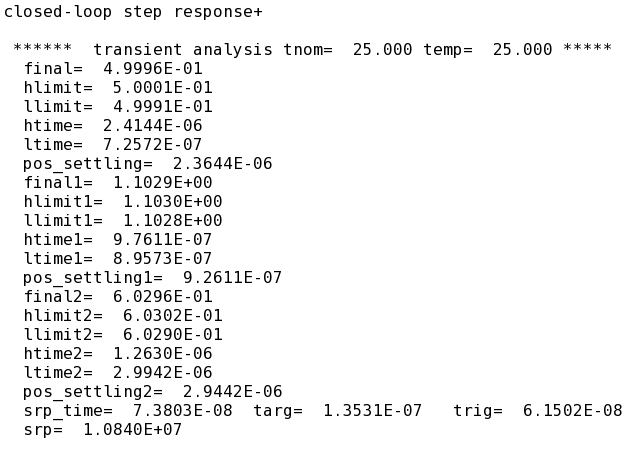 closed-loop step response+
****** transient analysis tnom= 25.000 temp= 25.000 *****
final= 4.9996E-01
hlimit= 5.0001E-01
llimit= 4.9991E-01
htime= 2.4144E-06
ltime= 7.2572E-07
pos_settling= 2.3644E-06
final1= 1.1029E+00
hlimit1= 1.1030E+00
llimit1= 1.1028E+00
htime1= 9.7611E-07
ltime1= 8.9573E-07
pos_settling1= 9.2611E-07
final2= 6.0296E-01
hlimit2= 6.0302E-01
llimit2= 6.0290E-01
htime2= 1.2630E-06
ltime2= 2.9942E-06
pos_settling2= 2.9442E-06
srp_time= 7.3803E-08 targ= 1.3531E-07 trig= 6.1502E-08
srp= 1.0840E+07